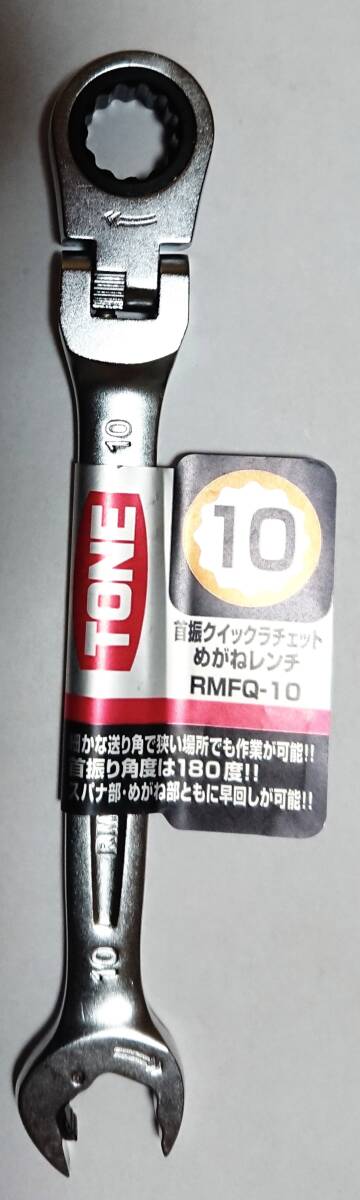 10
TONE
10
首振クイックラチェット
めがねレンチ
RMFQ-10
細かな送り角で狭い場所でも作業が可能!!
首振り角度は180度!!
スパナ部・めがね部ともに早回しが可能!!
RM
10